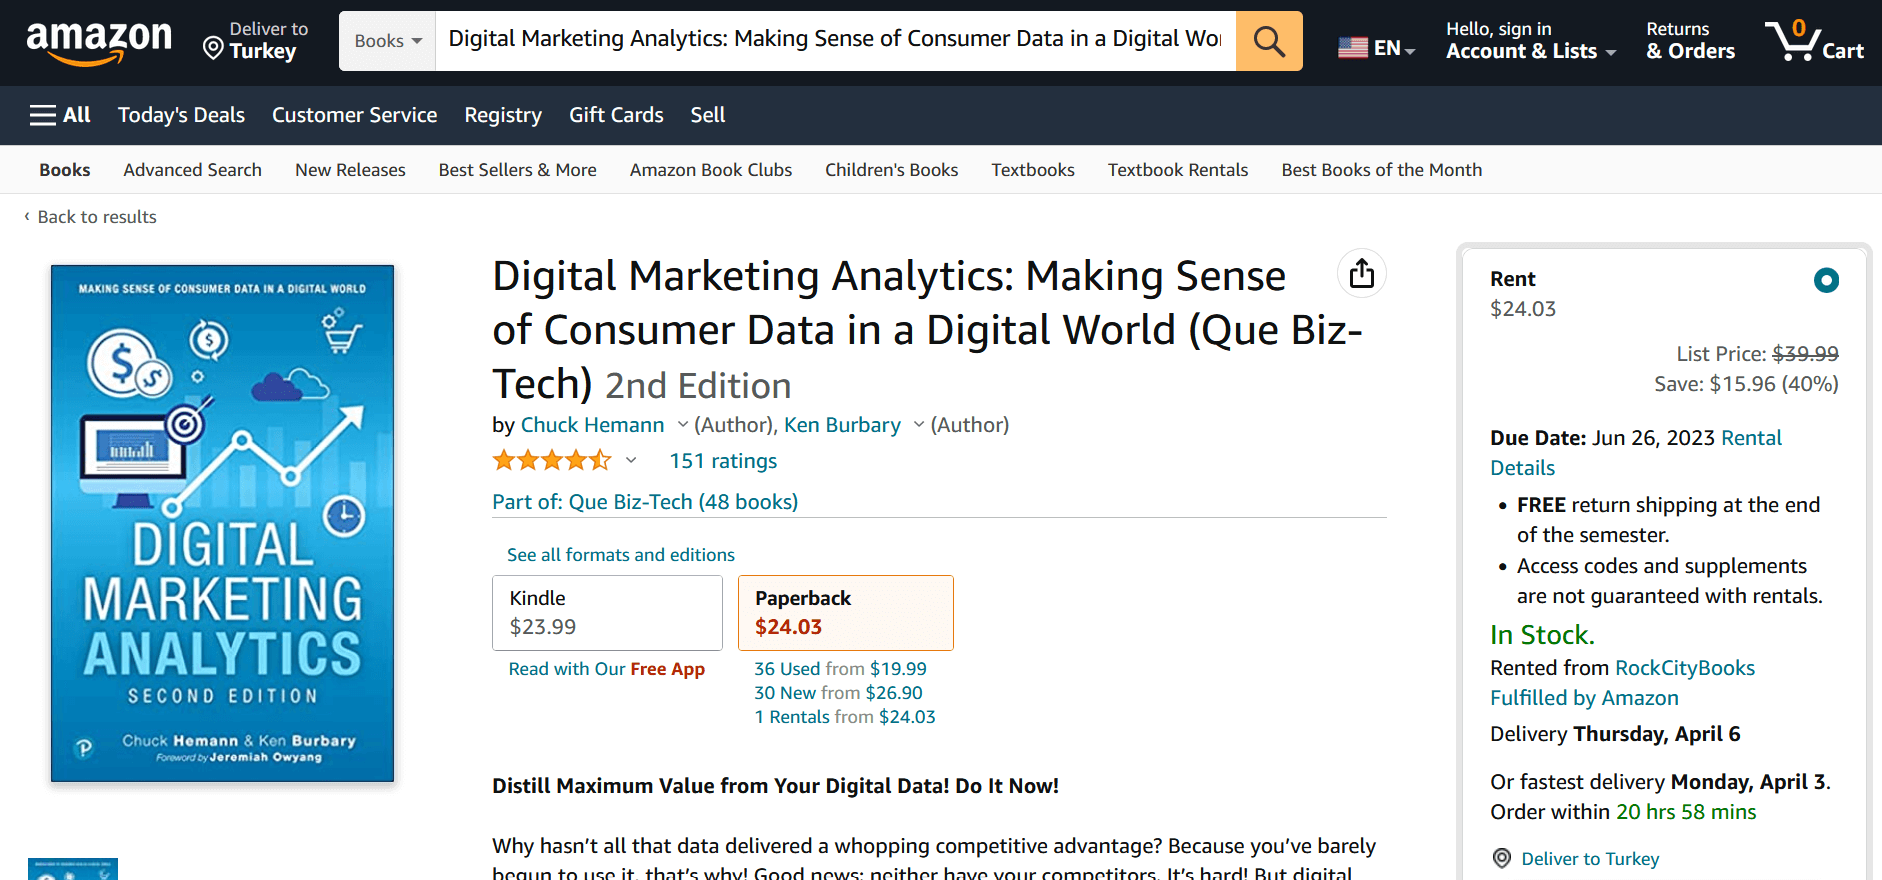 amazon
Deliver to
Turkey
Books
Digital Marketing Analytics: Making Sense of Consumer Data in a Digital Wor
EN
Hello, sign in
Account & Lists
Returns
& Orders
0
Cart
All
Today's Deals
Customer Service
Registry
Gift Cards
Sell
Books
Advanced Search
New Releases
Best Sellers & More
Amazon Book Clubs
Children's Books
Textbooks
Textbook Rentals
Best Books of the Month
‹ Back to results
MAKING SENSE OF CONSUMER DATA IN A DIGITAL WORLD
DIGITAL
MARKETING
ANALYTICS
SECOND EDITION
Chuck Hemann & Ken Burbary
Foreword by Jeremiah Owyang
Digital Marketing Analytics: Making Sense
of Consumer Data in a Digital World (Que Biz-
Tech) 2nd Edition
by Chuck Hemann (Author), Ken Burbary (Author)
151 ratings
Part of: Que Biz-Tech (48 books)
See all formats and editions
Kindle
$23.99
Read with Our Free App
Paperback
$24.03
36 Used from $19.99
30 New from $26.90
1 Rentals from $24.03
Distill Maximum Value from Your Digital Data! Do It Now!
Why hasn’t all that data delivered a whopping competitive advantage? Because you’ve barely
begun to use it, that’s why! Good news: neither have your competitors. It’s hard! But digital
Rent
$24.03
List Price: $39.99
Save: $15.96 (40%)
Due Date: Jun 26, 2023 Rental
Details
• FREE return shipping at the end
of the semester.
• Access codes and supplements
are not guaranteed with rentals.
In Stock.
Rented from RockCityBooks
Fulfilled by Amazon
Delivery Thursday, April 6
Or fastest delivery Monday, April 3.
Order within 20 hrs 58 mins
Deliver to Turkey